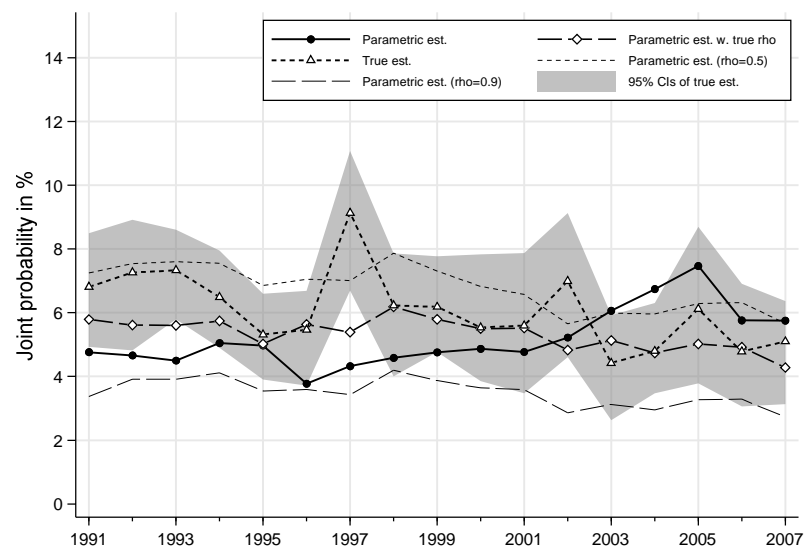 Parametric est.
Parametric est. w. true rho
True est.
Parametric est. (rho=0.5)
Parametric est. (rho=0.9)
95% CIs of true est.
Joint probability in %
14
12
10
8
6
4
2
0
1991 1993 1995 1997 1999 2001 2003 2005 2007